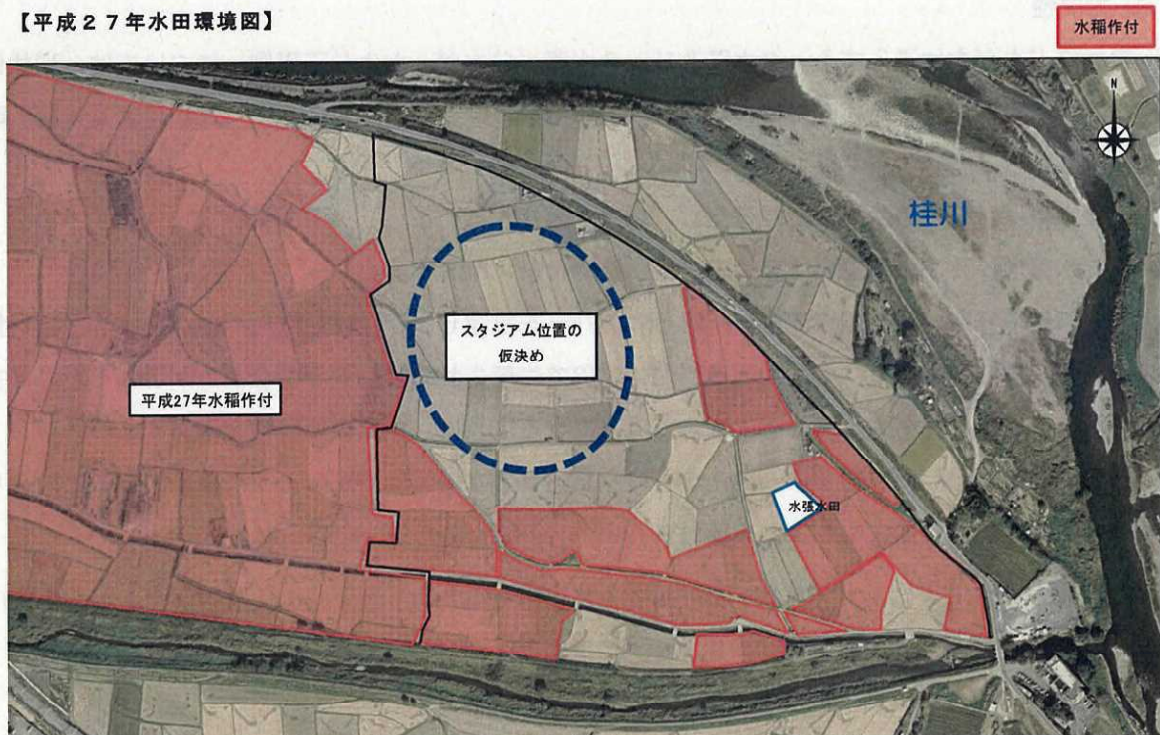 【平成２７年水田環境図】
水稲作付
N
桂川
スタジアム位置の
仮決め
平成27年水稲作付
水張水田